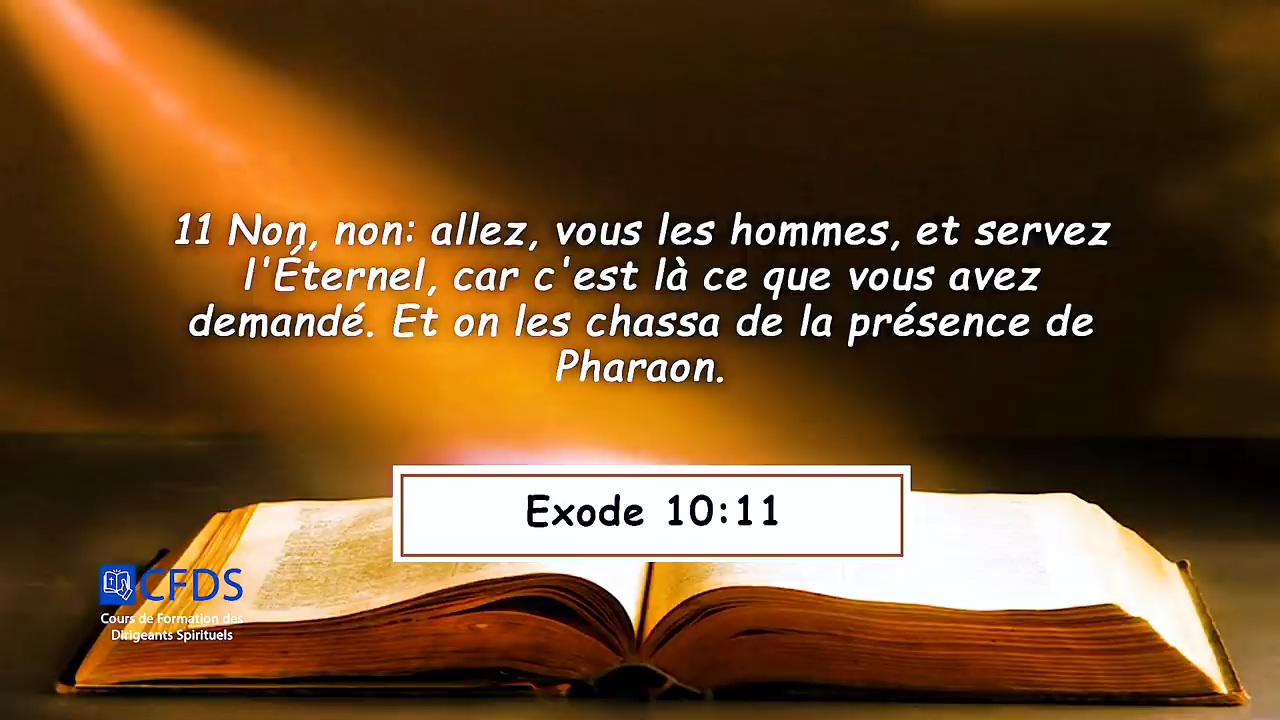 11 Non, non: allez, vous les hommes, et servez
l'Éternel, car c'est là ce que vous avez
demandé. Et on les chassa de la présence de
Pharaon.
Exode 10:11
CFDS
Cours de Formation des
Dirigeants Spirituels